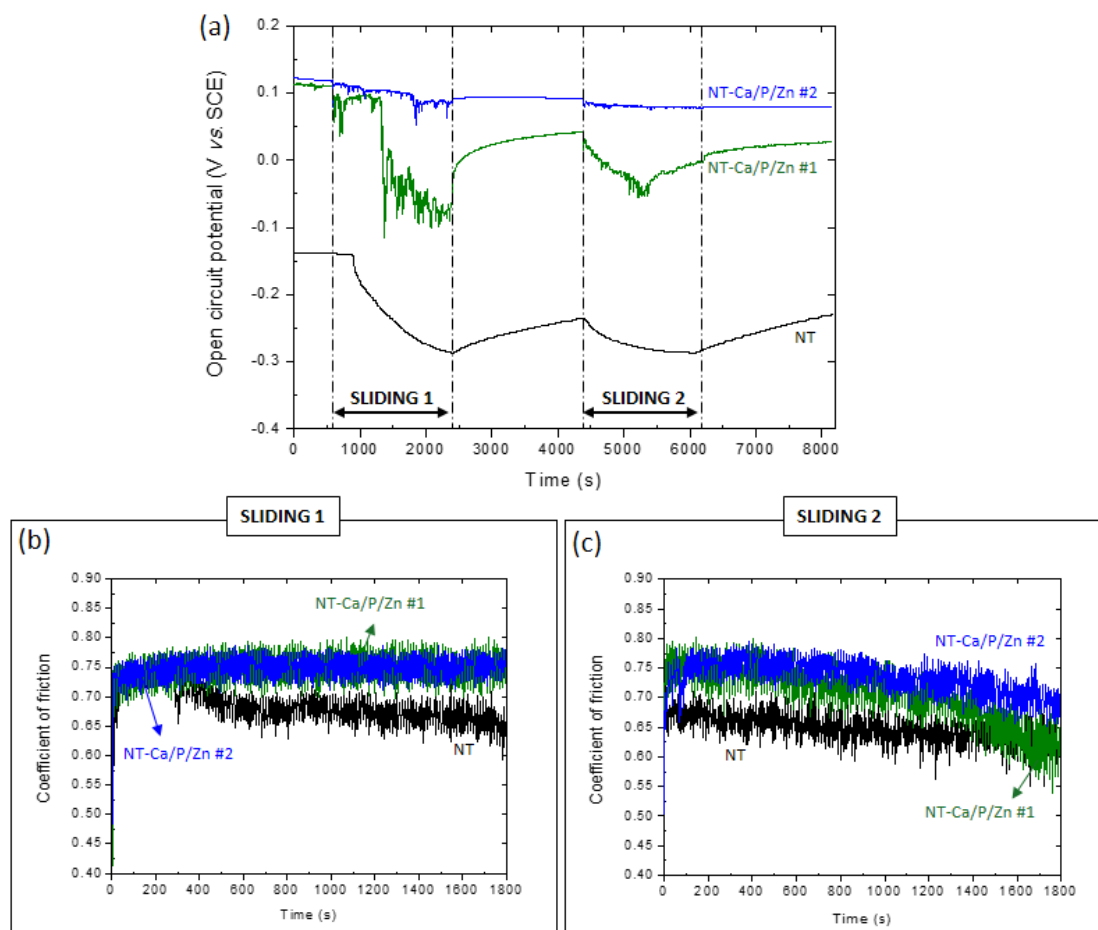 (a)
Open circuit potential (V vs. SCE)
0.2
0.1
0.0
-0.1
-0.2
-0.3
-0.4
NT-Ca/P/Zn #2
NT-Ca/P/Zn #1
NT
SLIDING 1
SLIDING 2
0 1000 2000 3000 4000 5000 6000 7000 8000
Time (s)
SLIDING 1
(b)
Coefficient of friction
0.90
0.85
0.80
0.75
0.70
0.65
0.60
0.55
0.50
0.45
0.40
NT-Ca/P/Zn #1
NT-Ca/P/Zn #2
NT
0 200 400 600 800 1000 1200 1400 1600 1800
Time (s)
SLIDING 2
(c)
Coefficient of friction
0.90
0.85
0.80
0.75
0.70
0.65
0.60
0.55
0.50
0.45
0.40
NT-Ca/P/Zn #2
NT
NT-Ca/P/Zn #1
0 200 400 600 800 1000 1200 1400 1600 1800
Time (s)